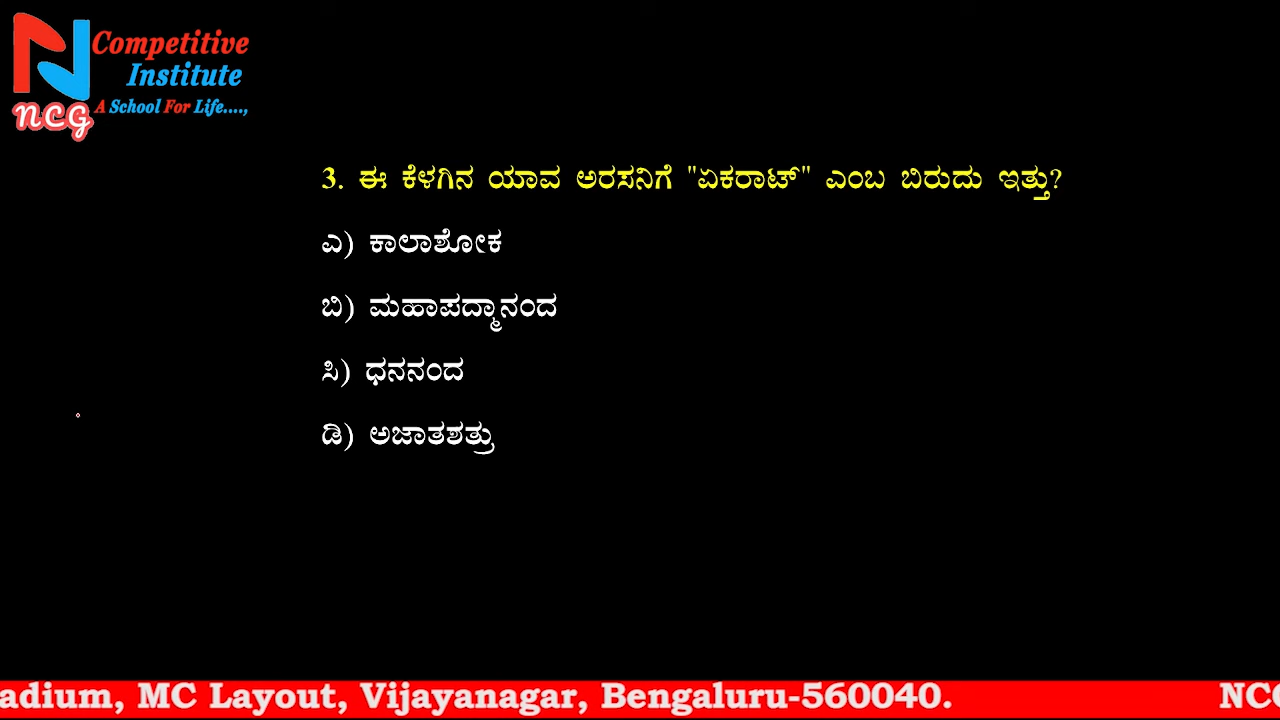 Competitive
Institute
NCG A School For Life....,
3. ಈ ಕೆಳಗಿನ ಯಾವ ಅರಸನಿಗೆ "ಏಕರಾಟ್" ಎಂಬ ಬಿರುದು ಇತ್ತು?
ಎ) ಕಾಲಾಶೋಕ
ಬಿ) ಮಹಾಪದ್ಮಾನಂದ
ಸಿ) ಧನನಂದ
ಡಿ) ಅಜಾತಶತ್ರು
adium, MC Layout, Vijayanagar, Bengaluru-560040. NCG